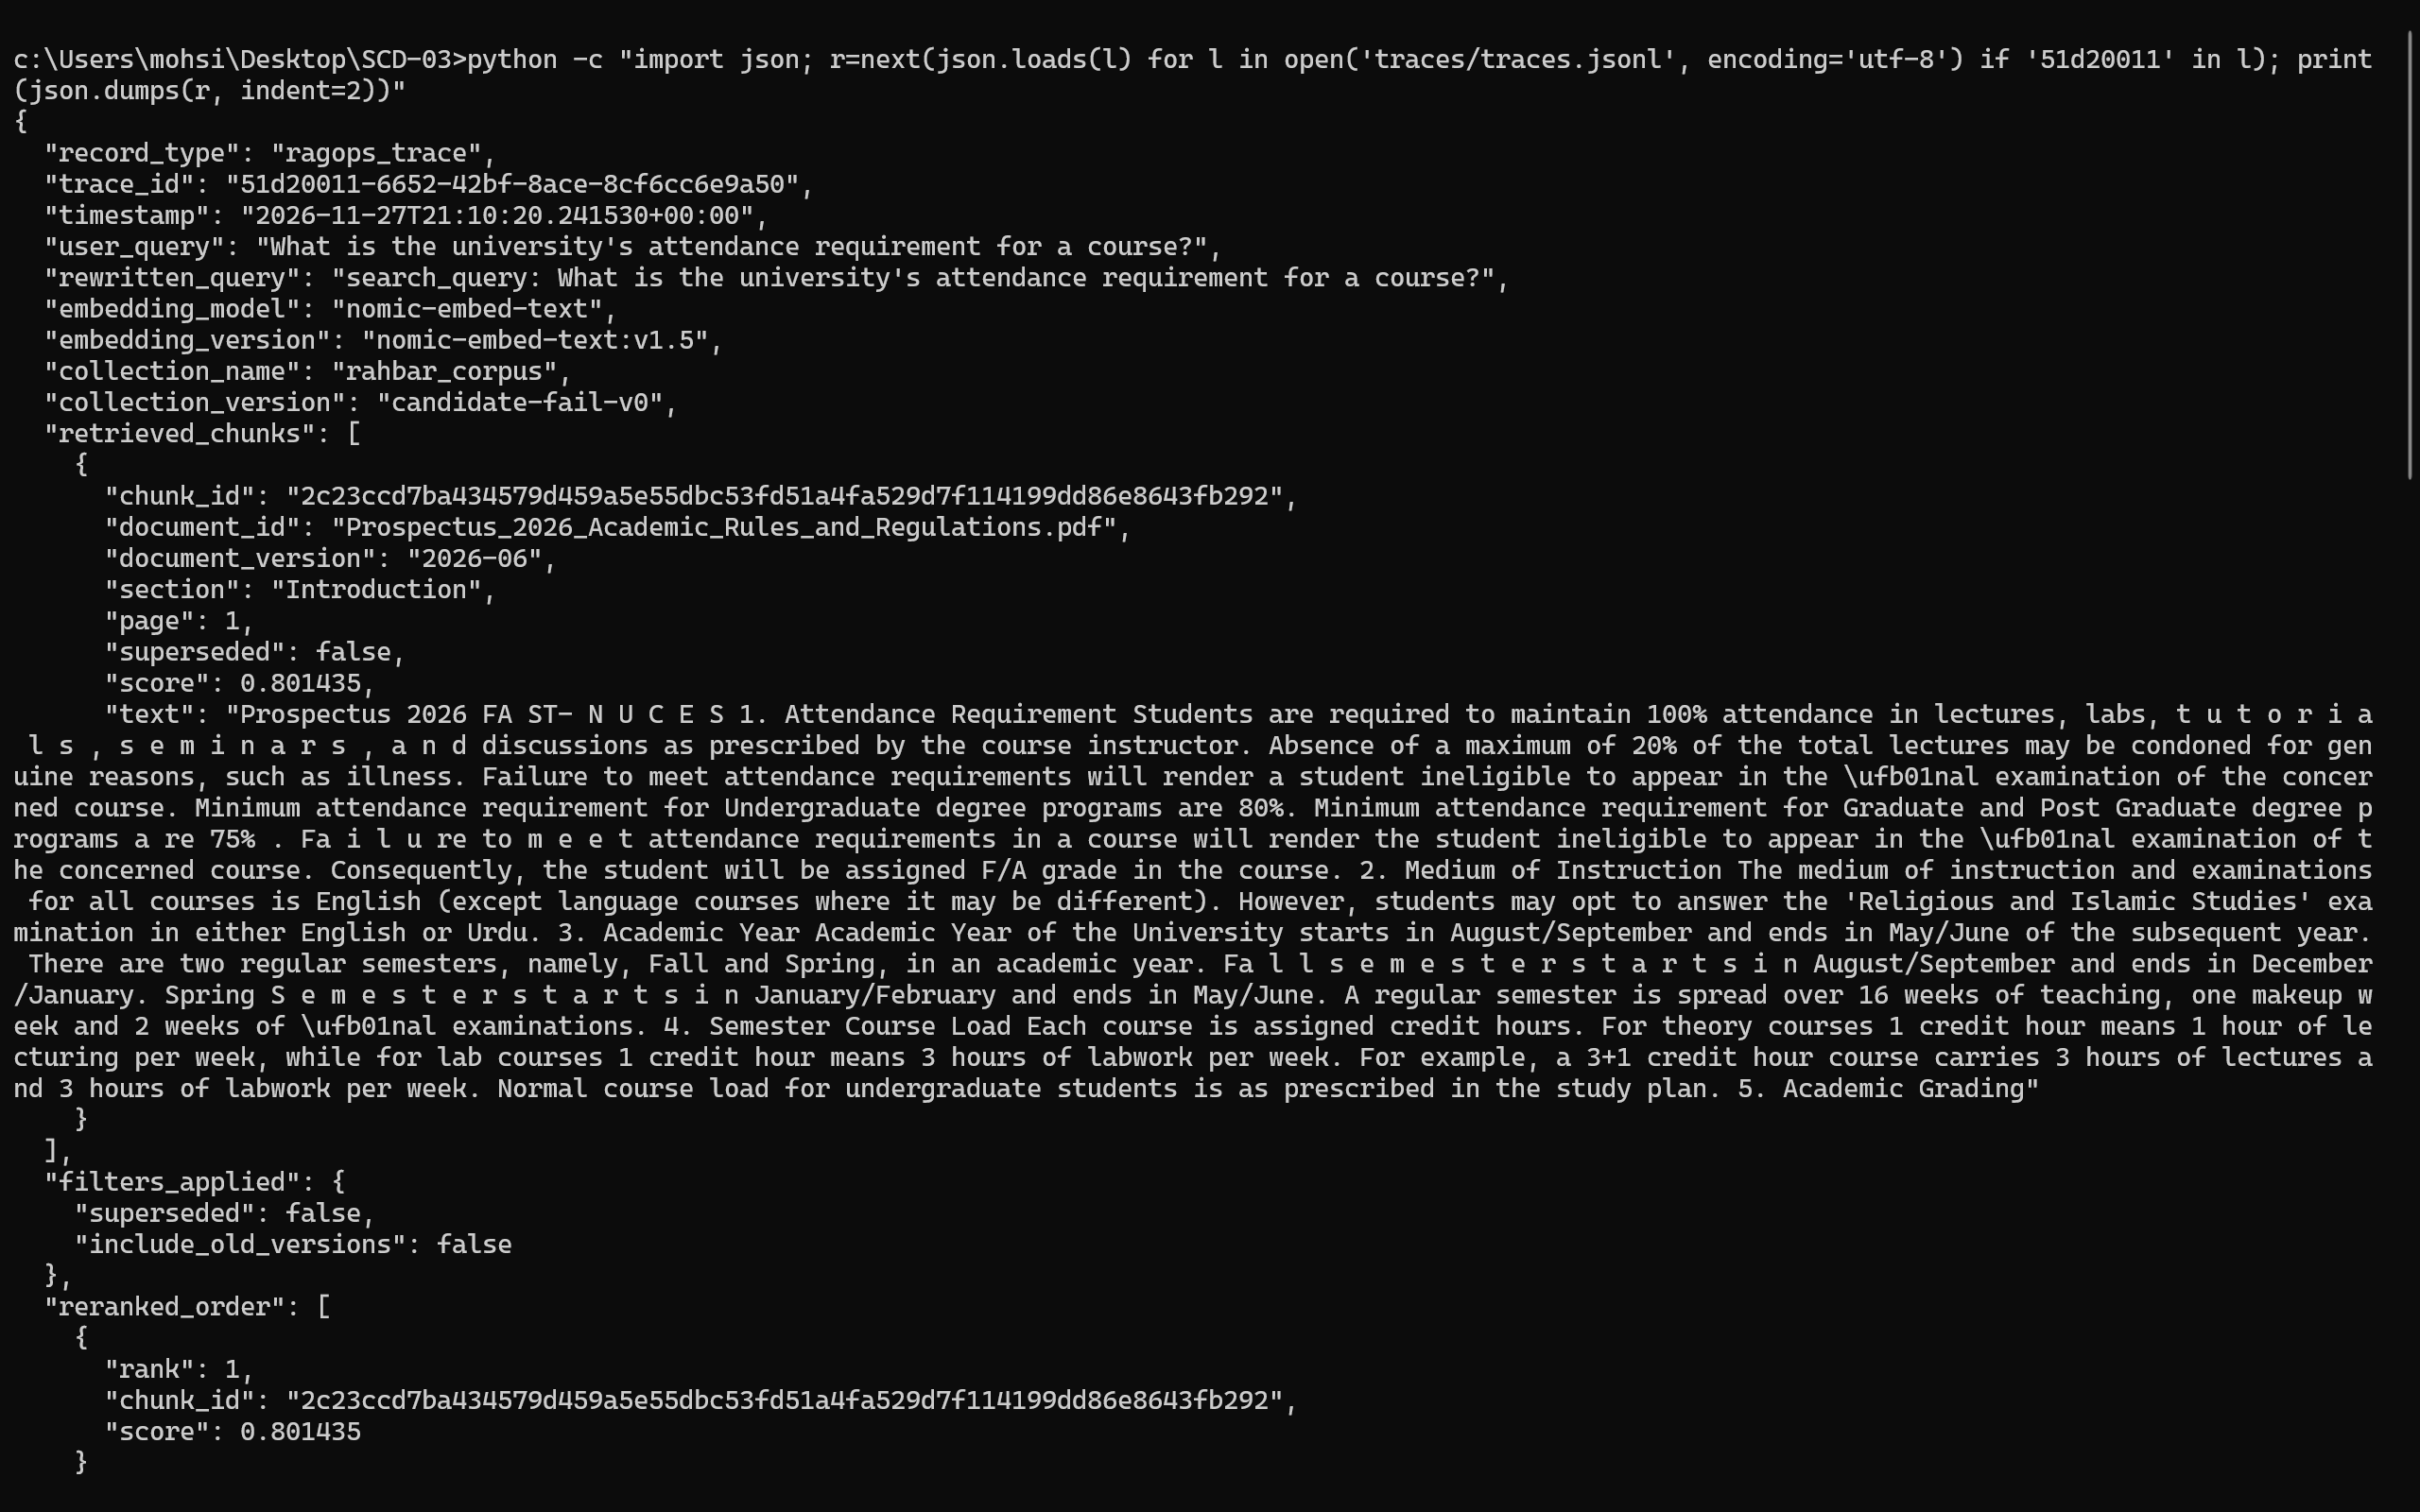 c:\Users\mohsi\Desktop\SCD-03>python -c "import json; r=next(json.loads(l) for l in open('traces/traces.jsonl', encoding='utf-8') if '51d20011' in l); print
(json.dumps(r, indent=2))"
{
  "record_type": "ragops_trace",
  "trace_id": "51d20011-6652-42bf-8ace-8cf6cc6e9a50",
  "timestamp": "2026-11-27T21:10:20.241530+00:00",
  "user_query": "What is the university's attendance requirement for a course?",
  "rewritten_query": "search_query: What is the university's attendance requirement for a course?",
  "embedding_model": "nomic-embed-text",
  "embedding_version": "nomic-embed-text:v1.5",
  "collection_name": "rahbar_corpus",
  "collection_version": "candidate-fail-v0",
  "retrieved_chunks": [
    {
      "chunk_id": "2c23ccd7ba434579d459a5e55dbc53fd51a4fa529d7f114199dd86e8643fb292",
      "document_id": "Prospectus_2026_Academic_Rules_and_Regulations.pdf",
      "document_version": "2026-06",
      "section": "Introduction",
      "page": 1,
      "superseded": false,
      "score": 0.801435,
      "text": "Prospectus 2026 FA ST- N U C E S 1. Attendance Requirement Students are required to maintain 100% attendance in lectures, labs, t u t o r i a
 l s , s e m i n a r s , a n d discussions as prescribed by the course instructor. Absence of a maximum of 20% of the total lectures may be condoned for gen
uine reasons, such as illness. Failure to meet attendance requirements will render a student ineligible to appear in the \ufb01nal examination of the concer
ned course. Minimum attendance requirement for Undergraduate degree programs are 80%. Minimum attendance requirement for Graduate and Post Graduate degree p
rograms a re 75% . Fa i l u re to m e e t attendance requirements in a course will render the student ineligible to appear in the \ufb01nal examination of t
he concerned course. Consequently, the student will be assigned F/A grade in the course. 2. Medium of Instruction The medium of instruction and examinations
 for all courses is English (except language courses where it may be different). However, students may opt to answer the 'Religious and Islamic Studies' exa
mination in either English or Urdu. 3. Academic Year Academic Year of the University starts in August/September and ends in May/June of the subsequent year.
 There are two regular semesters, namely, Fall and Spring, in an academic year. Fa l l s e m e s t e r s t a r t s i n August/September and ends in December
/January. Spring S e m e s t e r s t a r t s i n January/February and ends in May/June. A regular semester is spread over 16 weeks of teaching, one makeup w
eek and 2 weeks of \ufb01nal examinations. 4. Semester Course Load Each course is assigned credit hours. For theory courses 1 credit hour means 1 hour of le
cturing per week, while for lab courses 1 credit hour means 3 hours of labwork per week. For example, a 3+1 credit hour course carries 3 hours of lectures a
nd 3 hours of labwork per week. Normal course load for undergraduate students is as prescribed in the study plan. 5. Academic Grading"
    }
  ],
  "filters_applied": {
    "superseded": false,
    "include_old_versions": false
  },
  "reranked_order": [
    {
      "rank": 1,
      "chunk_id": "2c23ccd7ba434579d459a5e55dbc53fd51a4fa529d7f114199dd86e8643fb292",
      "score": 0.801435
    }